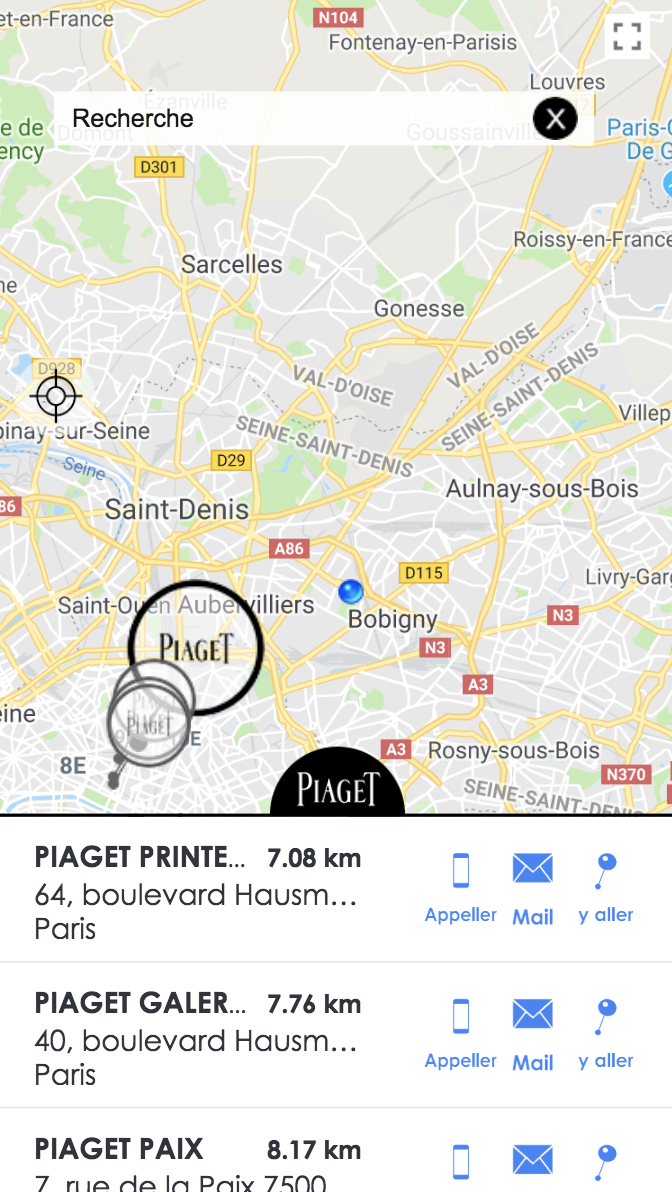 et-en-France
N104
Fontenay-en-Parisis
Louvres
Ézanville
Recherche
X
Domont
Goussainvill
e de
ency
Paris-C
De G
D301
Roissy-en-France
Sarcelles
Gonesse
VAL-D'OISE
VAL-D'OISE
SEINE-SAINT-DENIS
SEINE-SAINT-DENIS
D928
pinay-sur-Seine
Villep
Seine
D29
Aulnay-sous-Bois
86
Saint-Denis
A86
D115
Livry-Garg
Saint-Ouen
Aubervilliers
Bobigny
N3
N3
PIAGET
A3
eine
PIAGET
E
8E
A3
Rosny-sous-Bois
N370
PIAGET
SEINE-SAINT-DENIS
PIAGET PRINTE... 7.08 km
64, boulevard Hausm...
Paris
Appeller Mail y aller
PIAGET GALER... 7.76 km
40, boulevard Hausm...
Paris
Appeller Mail y aller
PIAGET PAIX 8.17 km
7, rue de la Paix 7500